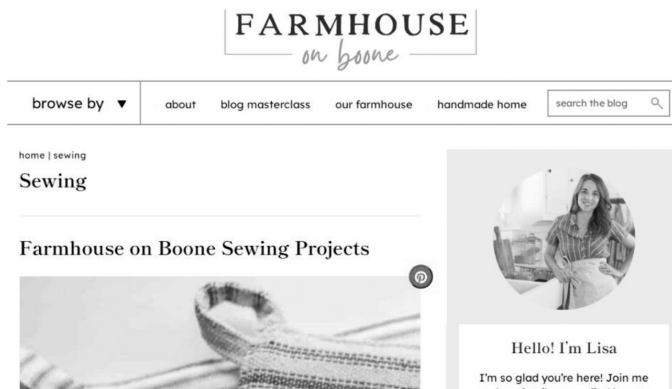 FARMHOUSE
on boone
browse by ▼
about
blog masterclass
our farmhouse
handmade home
search the blog
home | sewing
Sewing
Farmhouse on Boone Sewing Projects
Hello! I'm Lisa
I'm so glad you're here! Join me